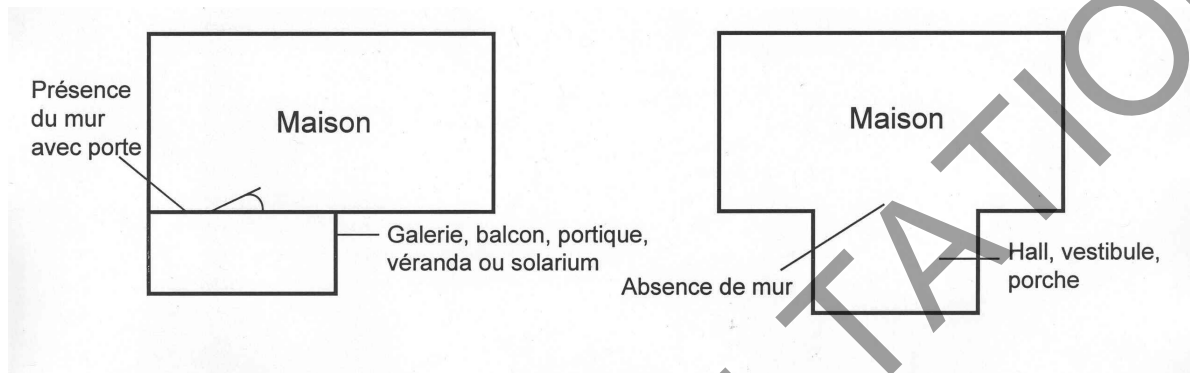 Présence
du mur
avec porte
Maison
Galerie, balcon, portique,
véranda ou solarium
Maison
Absence de mur
Hall, vestibule,
porche
TATIO